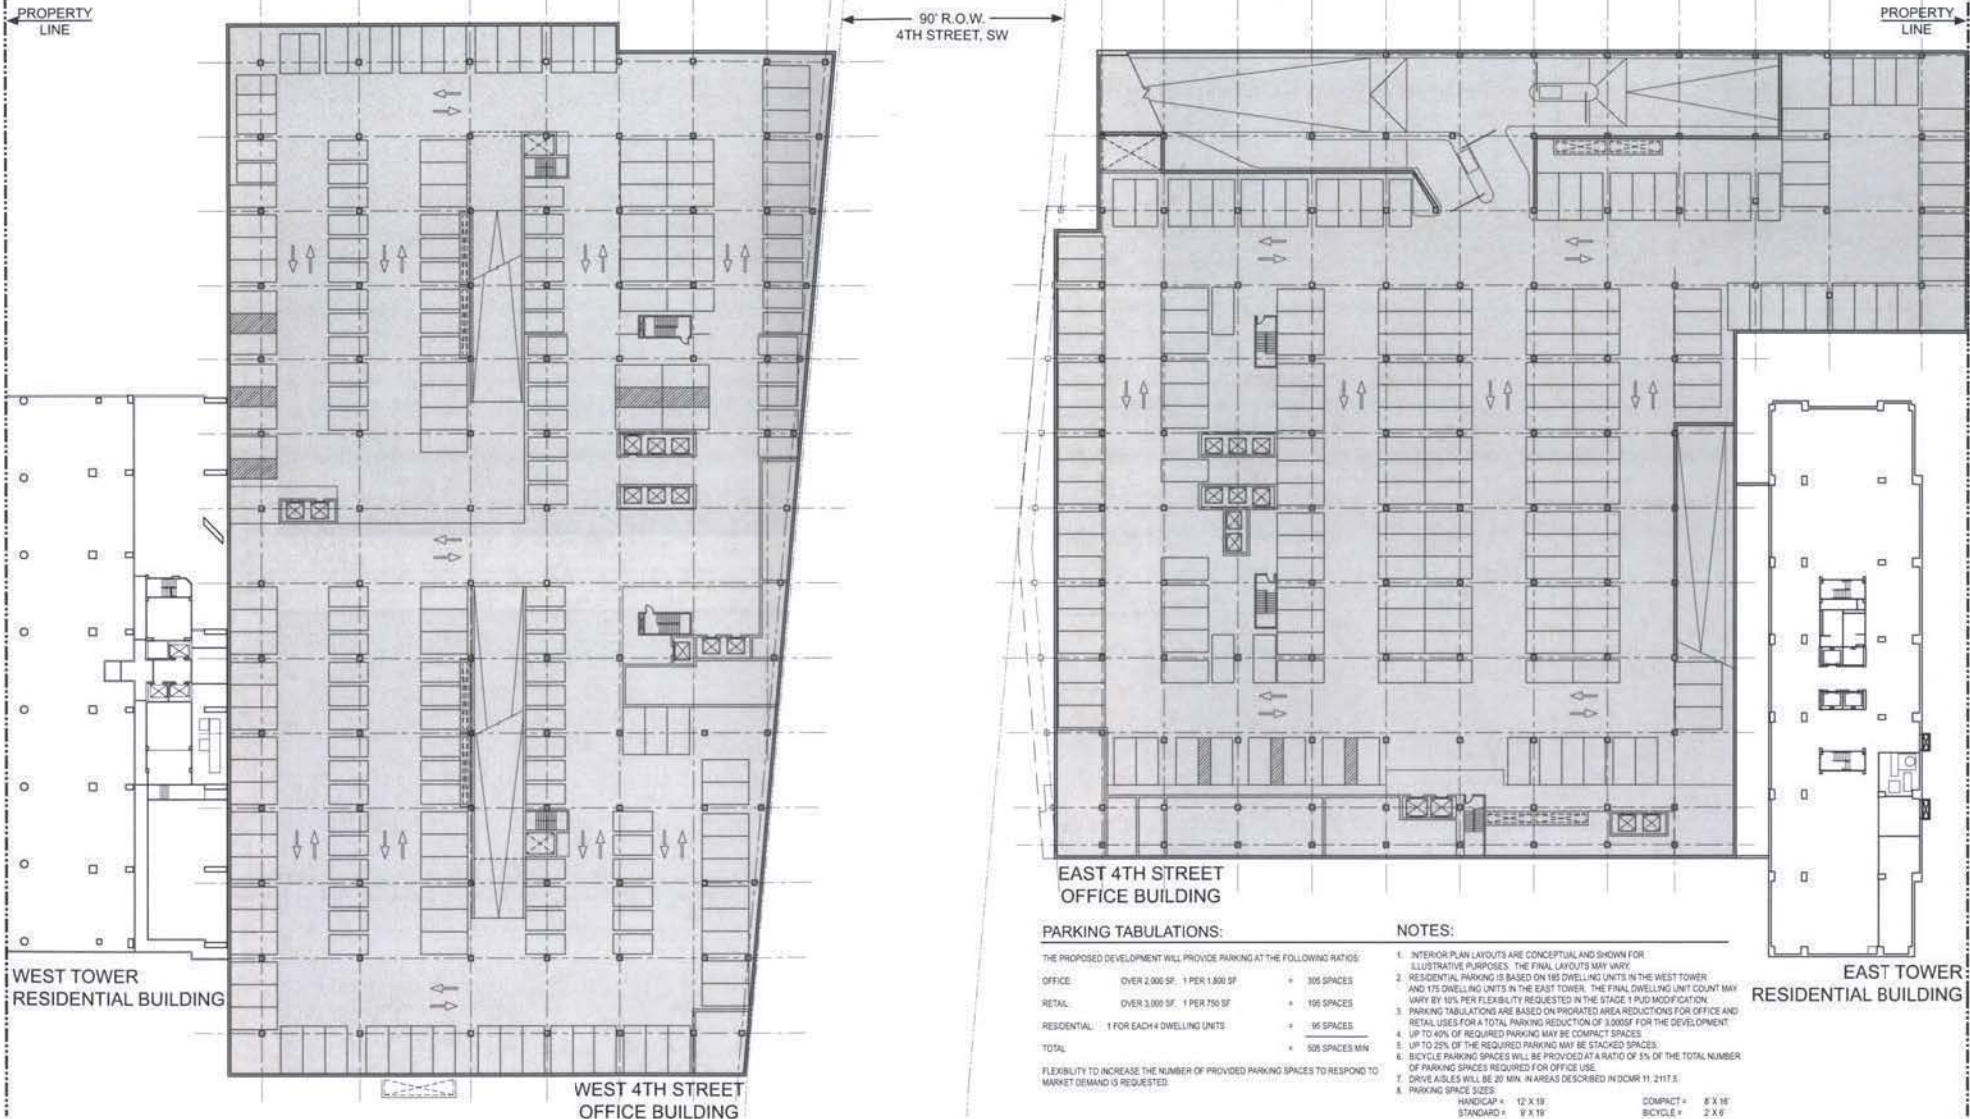 PROPERTY
LINE
90' R.O.W.
4TH STREET, SW
PROPERTY
LINE
WEST TOWER
RESIDENTIAL BUILDING
WEST 4TH STREET
OFFICE BUILDING
EAST 4TH STREET
OFFICE BUILDING
EAST TOWER
RESIDENTIAL BUILDING
PARKING TABULATIONS:
THE PROPOSED DEVELOPMENT WILL PROVIDE PARKING AT THE FOLLOWING RATIOS:
OFFICE: OVER 2,000 SF, 1 PER 1,800 SF = 305 SPACES
RETAIL: OVER 3,000 SF, 1 PER 750 SF = 105 SPACES
RESIDENTIAL: 1 FOR EACH 4 DWELLING UNITS = 95 SPACES
TOTAL = 505 SPACES MIN
FLEXIBILITY TO INCREASE THE NUMBER OF PROVIDED PARKING SPACES TO RESPOND TO
MARKET DEMAND IS REQUESTED.
NOTES:
1. INTERIOR PLAN LAYOUTS ARE CONCEPTUAL AND SHOWN FOR
ILLUSTRATIVE PURPOSES. THE FINAL LAYOUTS MAY VARY.
2. RESIDENTIAL PARKING IS BASED ON 185 DWELLING UNITS IN THE WEST TOWER
AND 175 DWELLING UNITS IN THE EAST TOWER. THE FINAL DWELLING UNIT COUNT MAY
VARY BY 10% PER FLEXIBILITY REQUESTED IN THE STAGE 1 PUD MODIFICATION.
3. PARKING TABULATIONS ARE BASED ON PRORATED AREA REDUCTIONS FOR OFFICE AND
RETAIL USES FOR A TOTAL PARKING REDUCTION OF 3,000SF FOR THE DEVELOPMENT.
4. UP TO 40% OF REQUIRED PARKING MAY BE COMPACT SPACES.
5. UP TO 25% OF THE REQUIRED PARKING MAY BE STACKED SPACES.
6. BICYCLE PARKING SPACES WILL BE PROVIDED AT A RATIO OF 5% OF THE TOTAL NUMBER
OF PARKING SPACES REQUIRED FOR OFFICE USE.
7. DRIVE AISLES WILL BE 20' MIN. IN AREAS DESCRIBED IN DCMR 11, 2117.5.
8. PARKING SPACE SIZES:
HANDICAP = 12' X 19' COMPACT = 8' X 16'
STANDARD = 9' X 19' BICYCLE = 2' X 6'